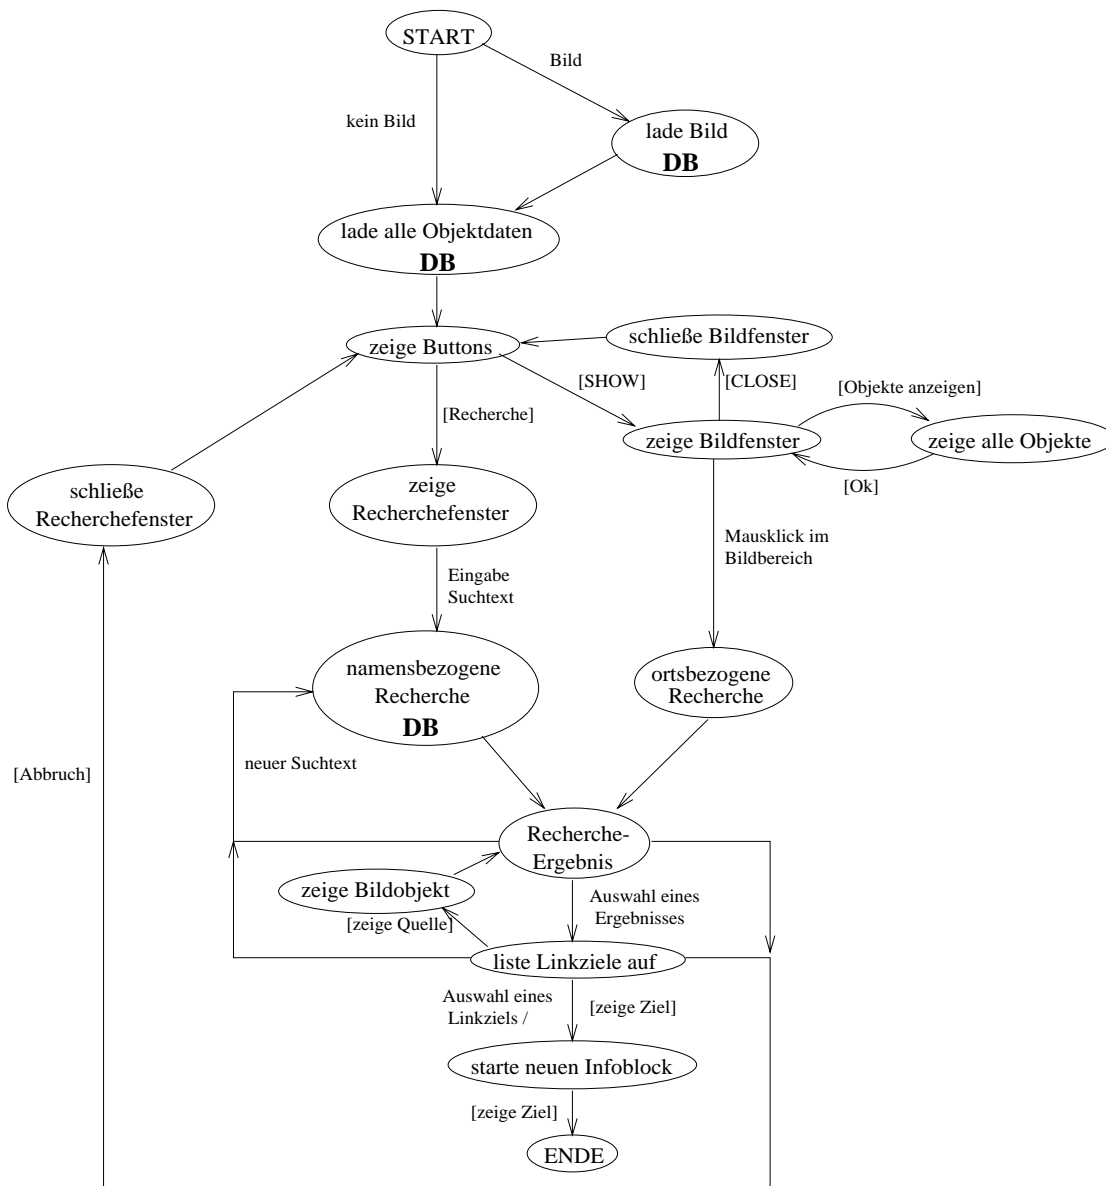 START
Bild
kein Bild
lade Bild
DB
lade alle Objektdaten
DB
zeige Buttons
schließe Bildfenster
[SHOW]
[CLOSE]
[Objekte anzeigen]
[Recherche]
zeige Bildfenster
zeige alle Objekte
[Ok]
schließe
Recherchefenster
zeige
Recherchefenster
Mausklick im
Bildbereich
Eingabe
Suchtext
namensbezogene
Recherche
DB
ortsbezogene
Recherche
[Abbruch]
neuer Suchtext
Recherche-
Ergebnis
zeige Bildobjekt
Auswahl eines
Ergebnisses
[zeige Quelle]
liste Linkziele auf
Auswahl eines
Linkziels /
[zeige Ziel]
starte neuen Infoblock
[zeige Ziel]
ENDE